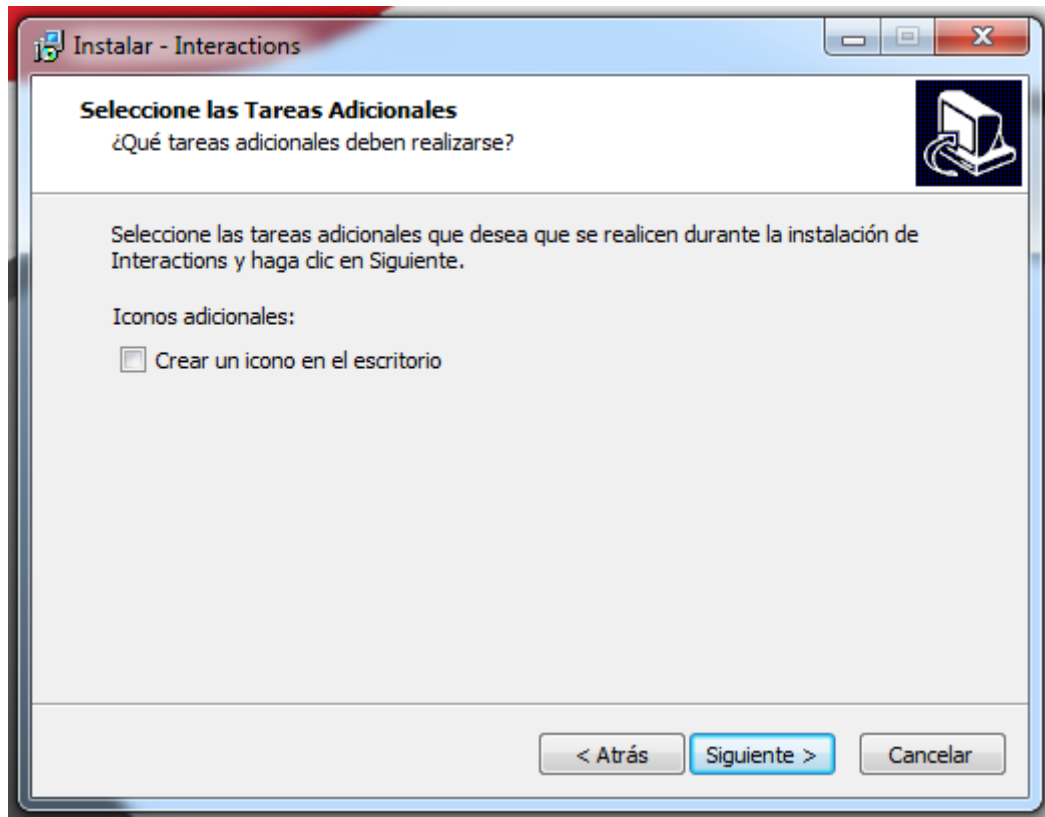 Instalar - Interactions
Seleccione las Tareas Adicionales
¿Qué tareas adicionales deben realizarse?
Seleccione las tareas adicionales que desea que se realicen durante la instalación de
Interactions y haga clic en Siguiente.
Iconos adicionales:
Crear un icono en el escritorio
< Atrás
Siguiente >
Cancelar